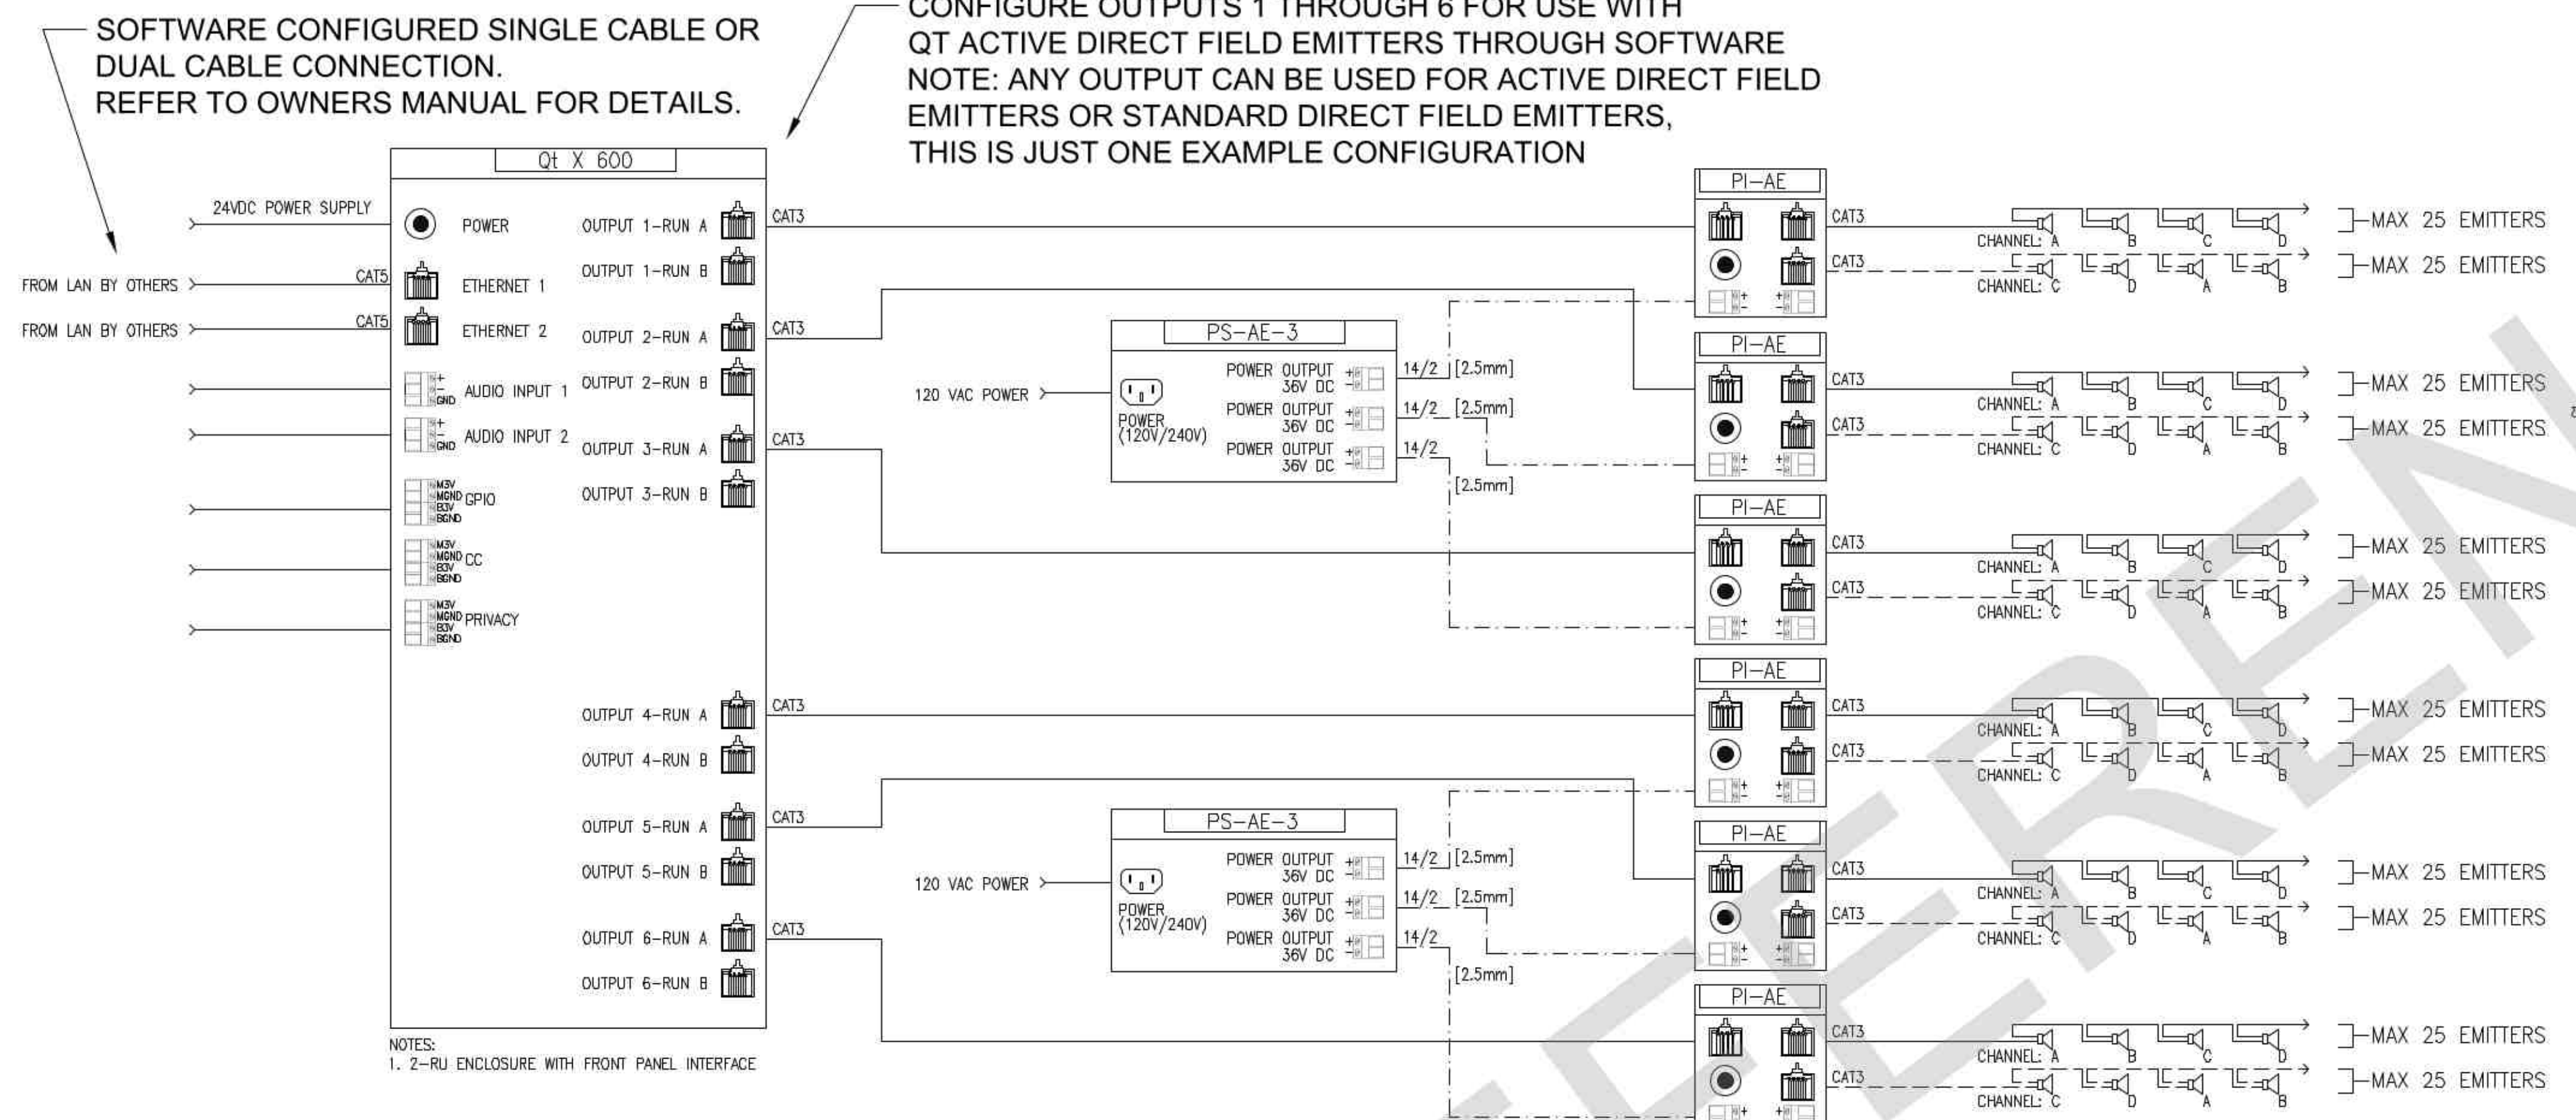 SOFTWARE CONFIGURED SINGLE CABLE OR
DUAL CABLE CONNECTION.
REFER TO OWNERS MANUAL FOR DETAILS.
CONFIGURE OUTPUTS 1 THROUGH 6 FOR USE WITH
QT ACTIVE DIRECT FIELD EMITTERS THROUGH SOFTWARE
NOTE: ANY OUTPUT CAN BE USED FOR ACTIVE DIRECT FIELD
EMITTERS OR STANDARD DIRECT FIELD EMITTERS,
THIS IS JUST ONE EXAMPLE CONFIGURATION
Qt X 600
24VDC POWER SUPPLY
POWER
FROM LAN BY OTHERS
CAT5
ETHERNET 1
FROM LAN BY OTHERS
CAT5
ETHERNET 2
+
-
GND
AUDIO INPUT 1
+
-
GND
AUDIO INPUT 2
M3V
MGND
B3V
BGND
GPIO
M3V
MGND
B3V
BGND
CC
M3V
MGND
B3V
BGND
PRIVACY
OUTPUT 1-RUN A
CAT3
OUTPUT 1-RUN B
OUTPUT 2-RUN A
CAT3
OUTPUT 2-RUN B
OUTPUT 3-RUN A
CAT3
OUTPUT 3-RUN B
OUTPUT 4-RUN A
CAT3
OUTPUT 4-RUN B
OUTPUT 5-RUN A
CAT3
OUTPUT 5-RUN B
OUTPUT 6-RUN A
CAT3
OUTPUT 6-RUN B
NOTES:
1. 2-RU ENCLOSURE WITH FRONT PANEL INTERFACE
PS-AE-3
120 VAC POWER
POWER
(120V/240V)
POWER OUTPUT
36V DC
+
-
14/2 [2.5mm]
POWER OUTPUT
36V DC
+
-
14/2 [2.5mm]
POWER OUTPUT
36V DC
+
-
14/2
[2.5mm]
PS-AE-3
120 VAC POWER
POWER
(120V/240V)
POWER OUTPUT
36V DC
+
-
14/2 [2.5mm]
POWER OUTPUT
36V DC
+
-
14/2 [2.5mm]
POWER OUTPUT
36V DC
+
-
14/2
[2.5mm]
PI-AE
+ +
- -
CAT3
CHANNEL: A B C D
MAX 25 EMITTERS
CAT3
CHANNEL: C D A B
MAX 25 EMITTERS
PI-AE
+ +
- -
CAT3
CHANNEL: A B C D
MAX 25 EMITTERS
CAT3
CHANNEL: C D A B
MAX 25 EMITTERS
PI-AE
+ +
- -
CAT3
CHANNEL: A B C D
MAX 25 EMITTERS
CAT3
CHANNEL: C D A B
MAX 25 EMITTERS
PI-AE
+ +
- -
CAT3
CHANNEL: A B C D
MAX 25 EMITTERS
CAT3
CHANNEL: C D A B
MAX 25 EMITTERS
PI-AE
+ +
- -
CAT3
CHANNEL: A B C D
MAX 25 EMITTERS
CAT3
CHANNEL: C D A B
MAX 25 EMITTERS
PI-AE
+ +
CAT3
CHANNEL: A B C D
MAX 25 EMITTERS
CAT3
CHANNEL: C D A B
MAX 25 EMITTERS